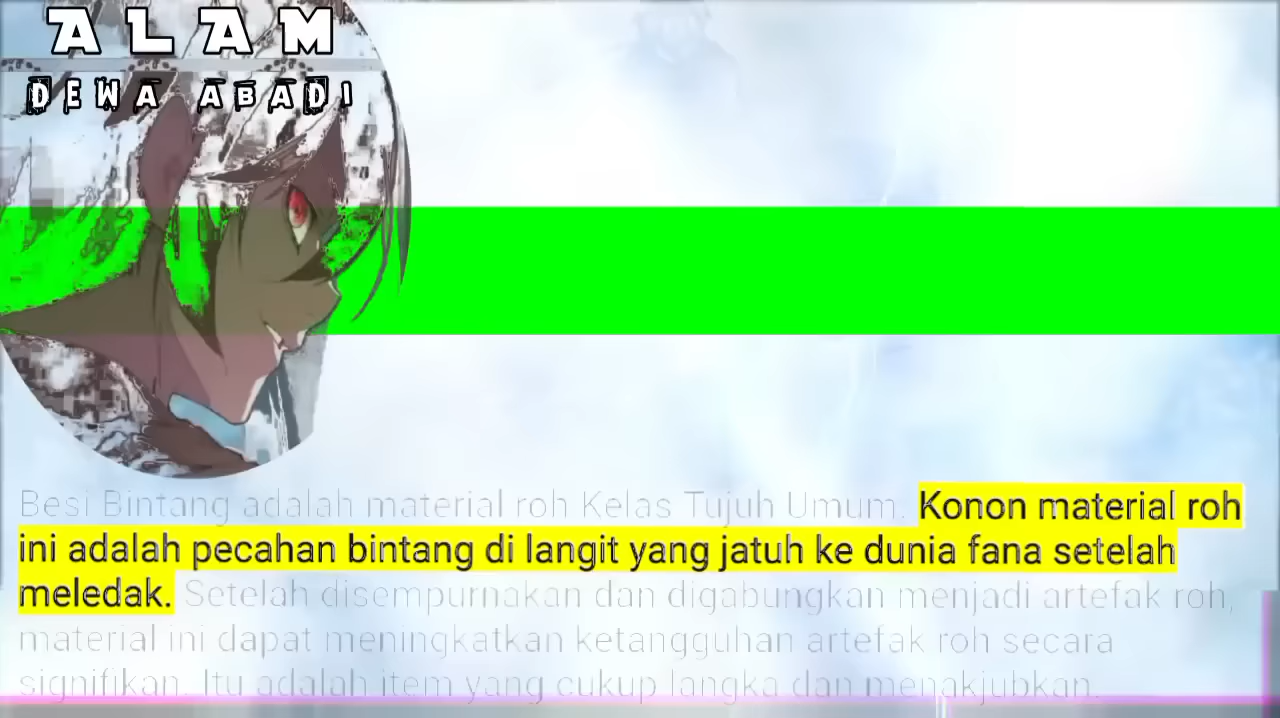 ALAM
DEWA ABADI
Besi Bintang adalah material roh Kelas Tujuh Umum. Konon material roh
ini adalah pecahan bintang di langit yang jatuh ke dunia fana setelah
meledak. Setelah disempurnakan dan digabungkan menjadi artefak roh,
material ini dapat meningkatkan ketangguhan artefak roh secara
signifikan. Itu adalah item yang cukup langka dan menakjubkan.